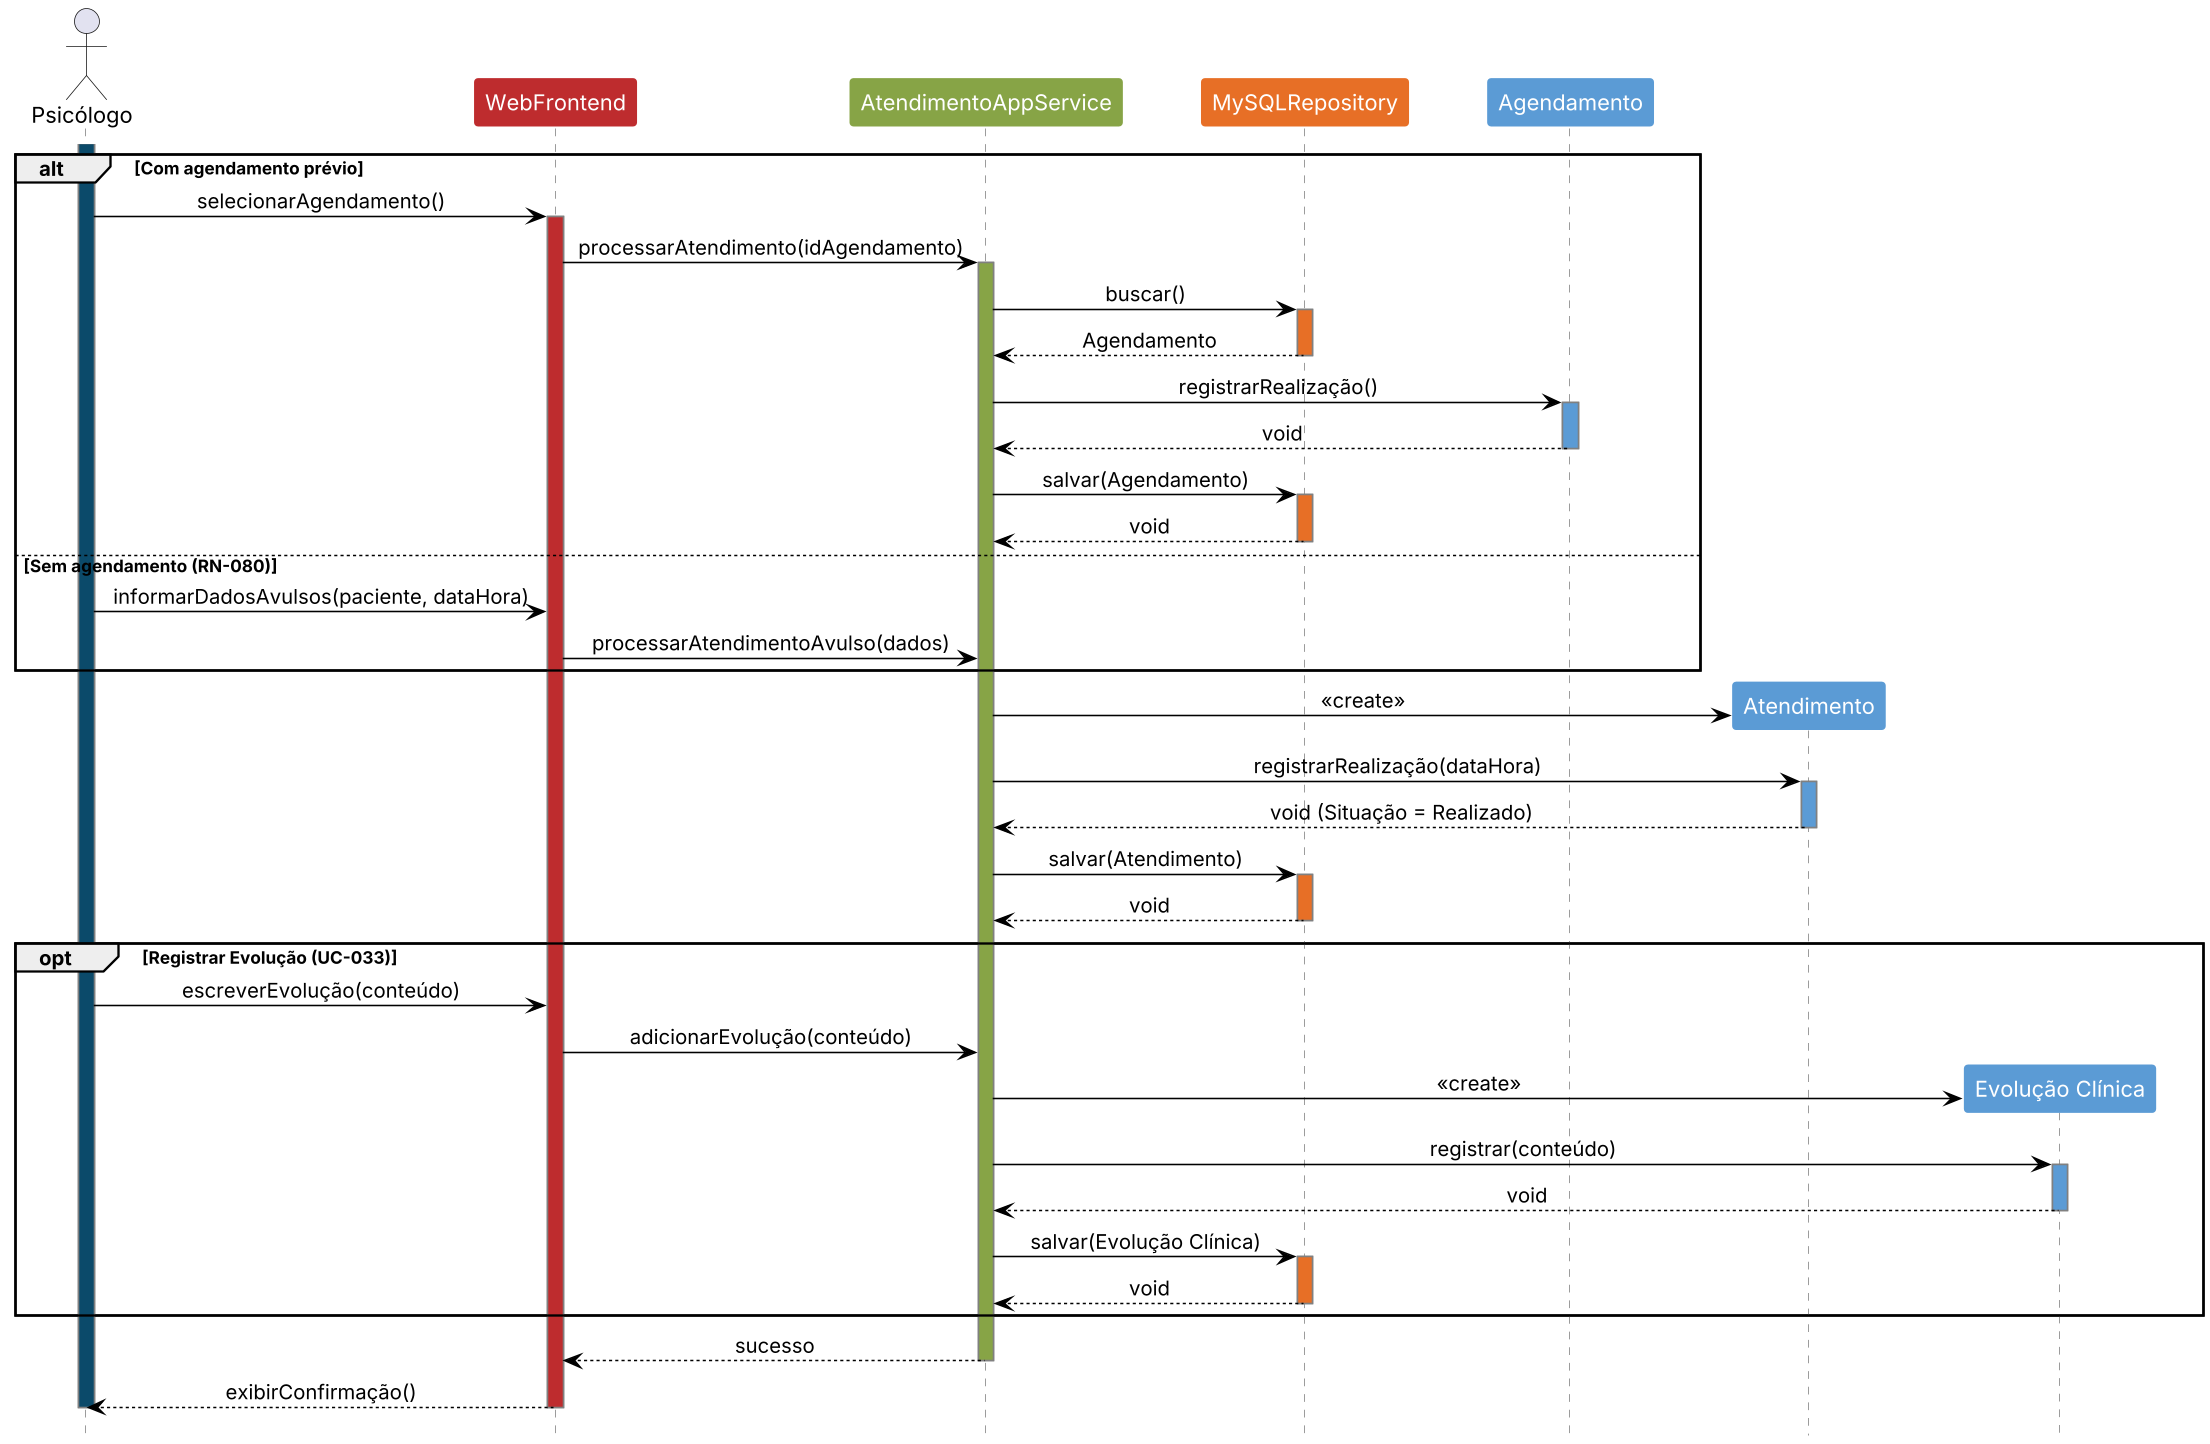 Psicólogo
WebFrontend
AtendimentoAppService
MySQLRepository
Agendamento
alt
[Com agendamento prévio]
selecionarAgendamento()
processarAtendimento(idAgendamento)
buscar()
Agendamento
registrarRealização()
void
salvar(Agendamento)
void
[Sem agendamento (RN-080)]
informarDadosAvulsos(paciente, dataHora)
processarAtendimentoAvulso(dados)
«create»
Atendimento
registrarRealização(dataHora)
void (Situação = Realizado)
salvar(Atendimento)
void
opt
[Registrar Evolução (UC-033)]
escreverEvolução(conteúdo)
adicionarEvolução(conteúdo)
«create»
Evolução Clínica
registrar(conteúdo)
void
salvar(Evolução Clínica)
void
sucesso
exibirConfirmação()